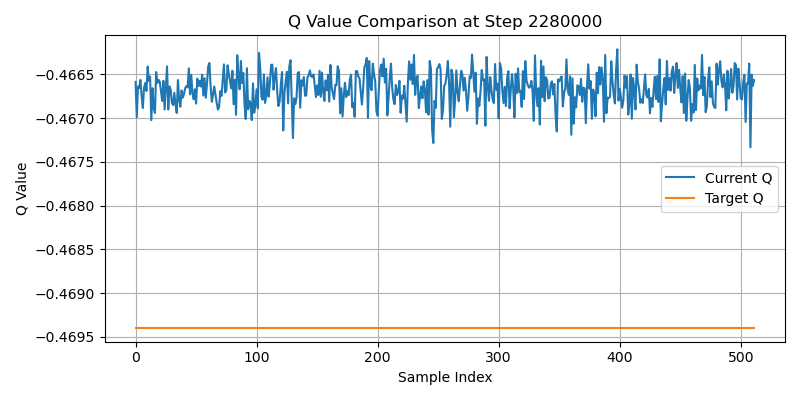 Q Value Comparison at Step 2280000
−0.4665
−0.4670
−0.4675
−0.4680
−0.4685
−0.4690
−0.4695
Q Value
Current Q
Target Q
0
100
200
300
400
500
Sample Index